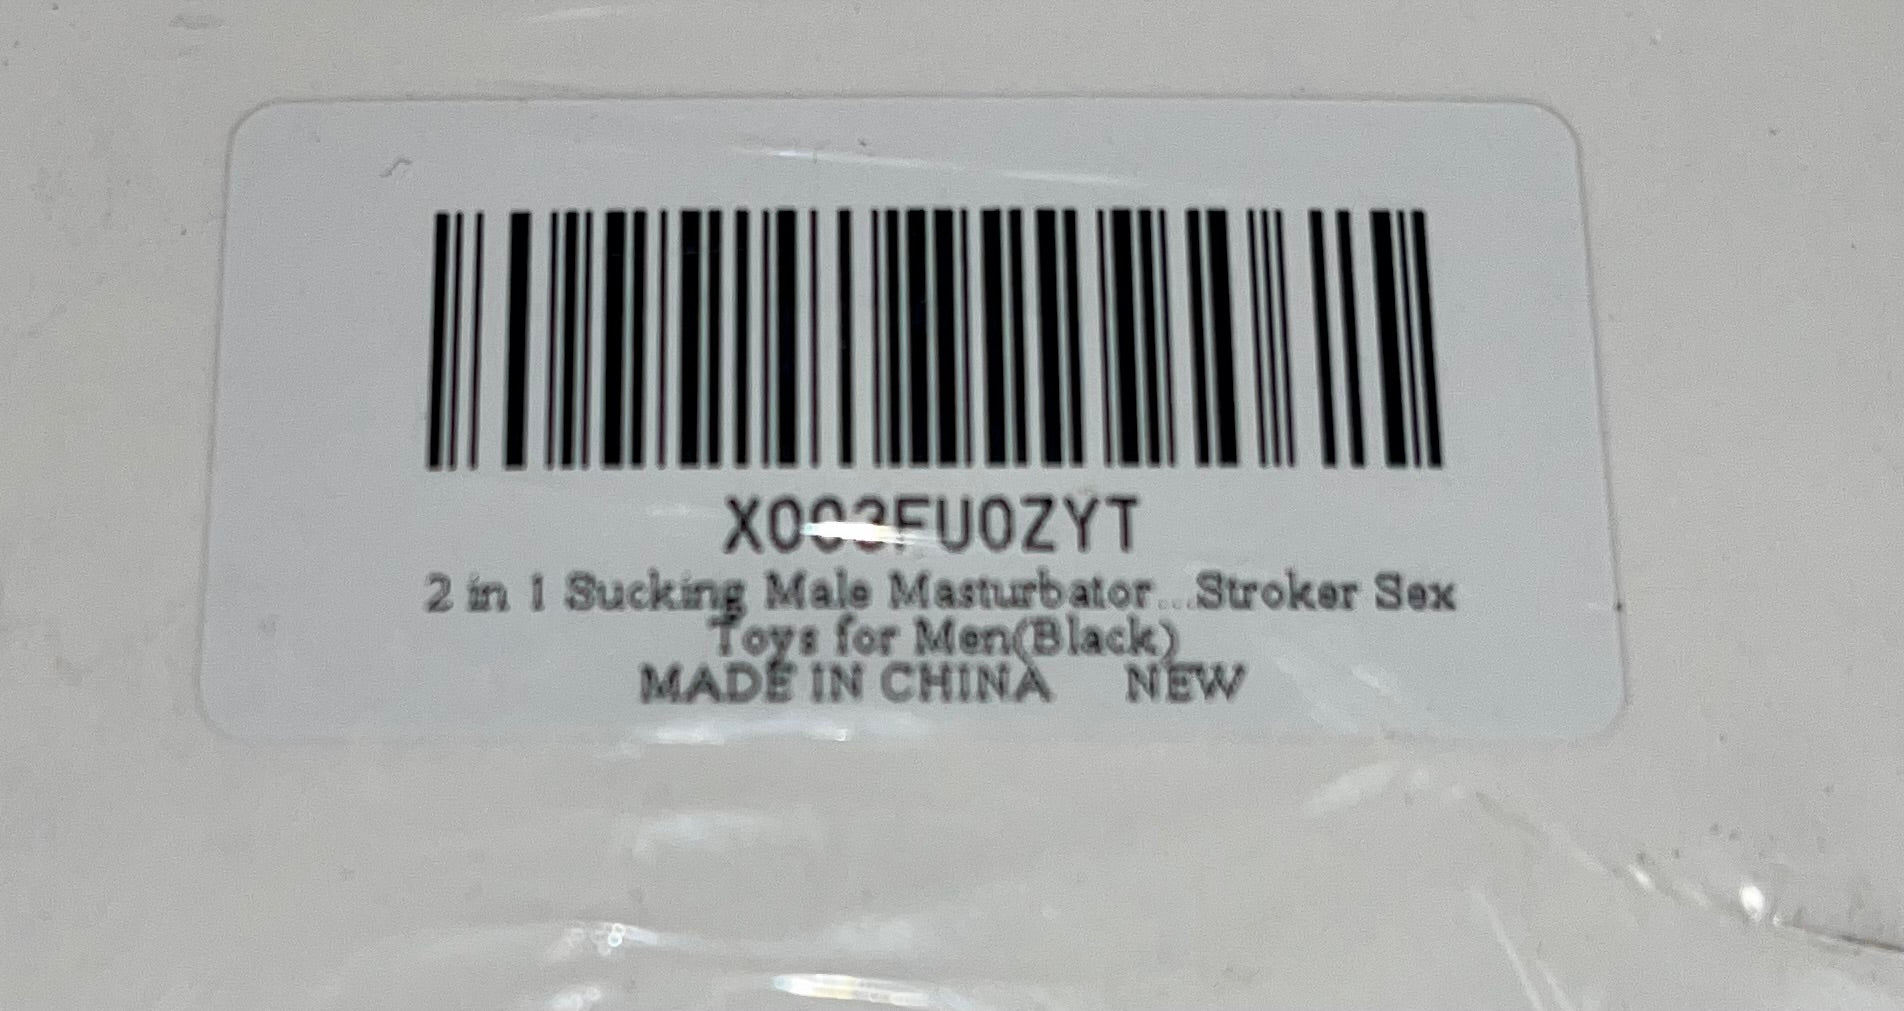 X003FU0ZYT
2 in 1 Sucking Male Masturbator...Stroker Sex
Toys for Men(Black)
MADE IN CHINA NEW